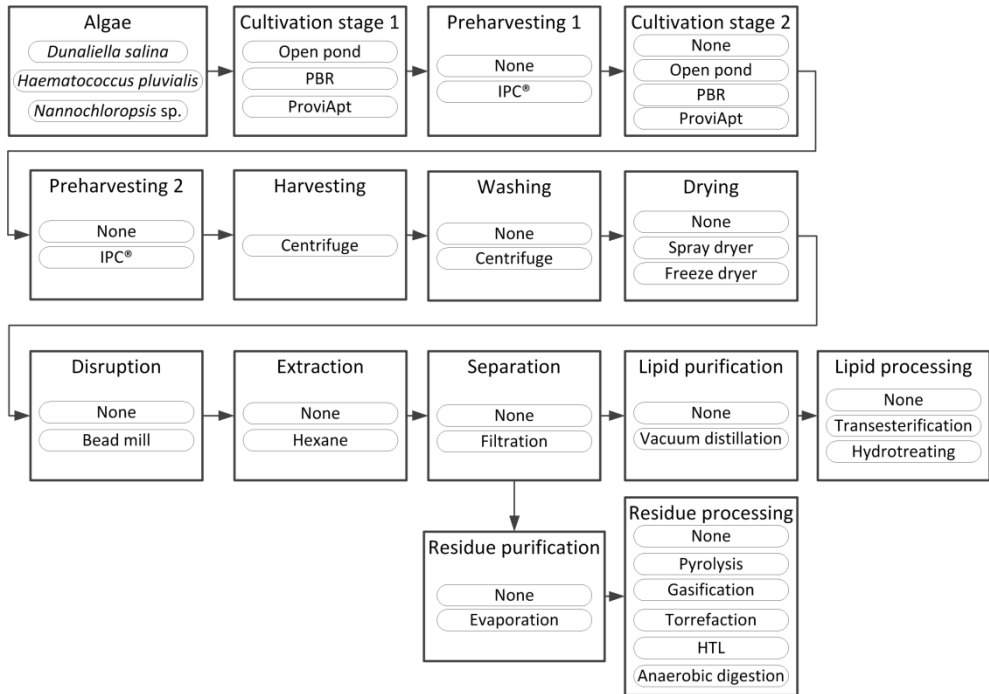 Algae
Dunaliella salina
Haematococcus pluvialis
Nannochloropsis sp.
Cultivation stage 1
Open pond
PBR
ProviApt
Preharvesting 1
None
IPC®
Cultivation stage 2
None
Open pond
PBR
ProviApt
Preharvesting 2
None
IPC®
Harvesting
Centrifuge
Washing
None
Centrifuge
Drying
None
Spray dryer
Freeze dryer
Disruption
None
Bead mill
Extraction
None
Hexane
Separation
None
Filtration
Lipid purification
None
Vacuum distillation
Lipid processing
None
Transesterification
Hydrotreating
Residue purification
None
Evaporation
Residue processing
None
Pyrolysis
Gasification
Torrefaction
HTL
Anaerobic digestion